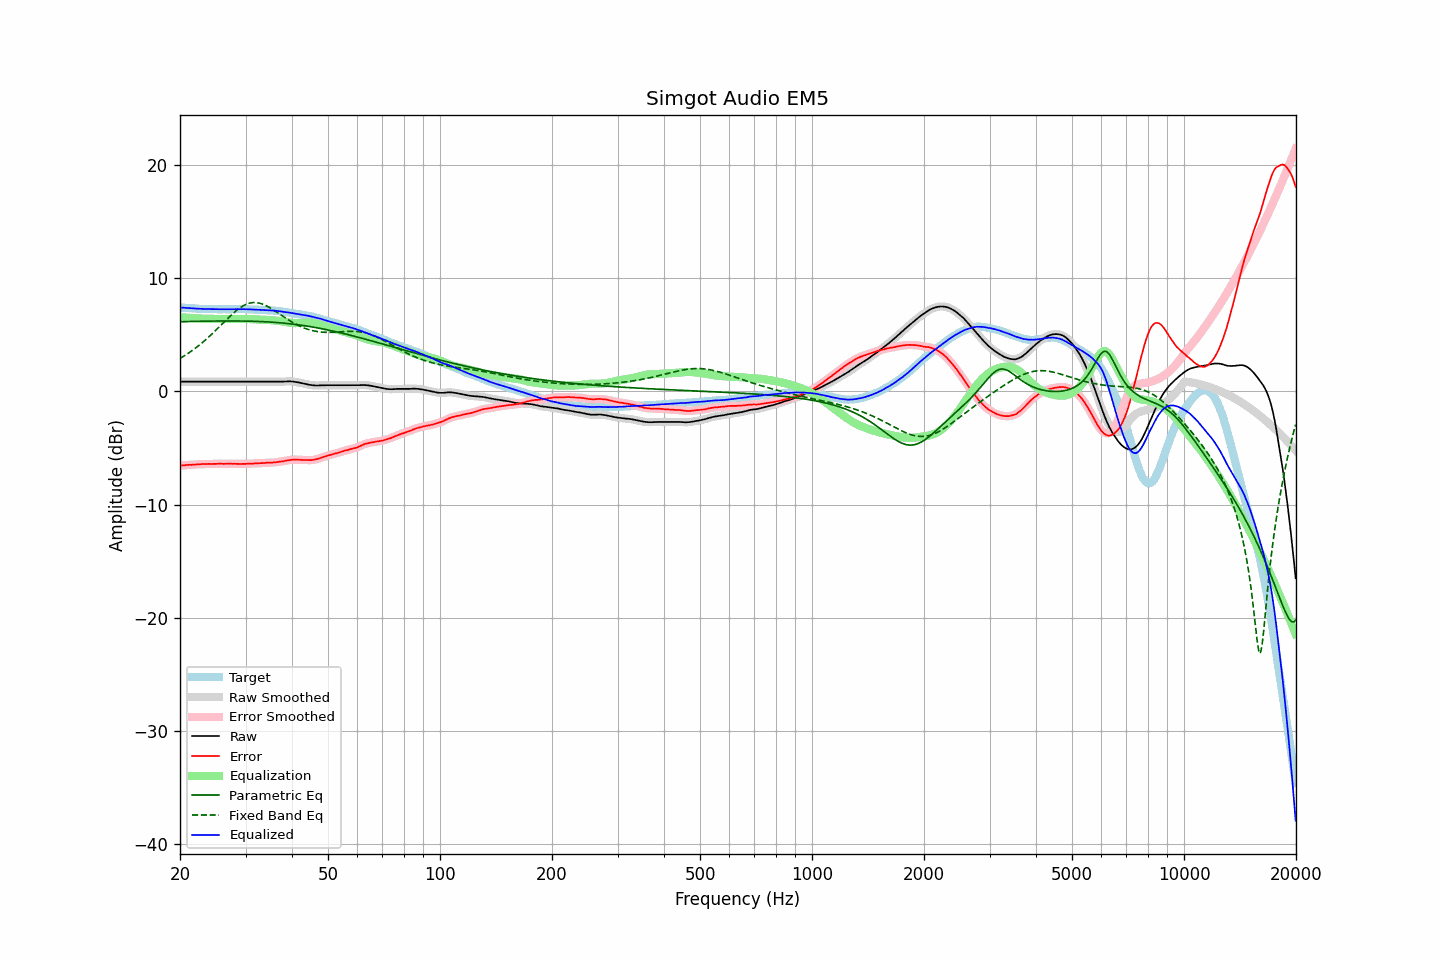 Simgot Audio EM5
Amplitude (dBr)
20
10
0
−10
−20
−30
−40
Target
Raw Smoothed
Error Smoothed
Raw
Error
Equalization
Parametric Eq
Fixed Band Eq
Equalized
20 50 100 200 500 1000 2000 5000 10000 20000
Frequency (Hz)